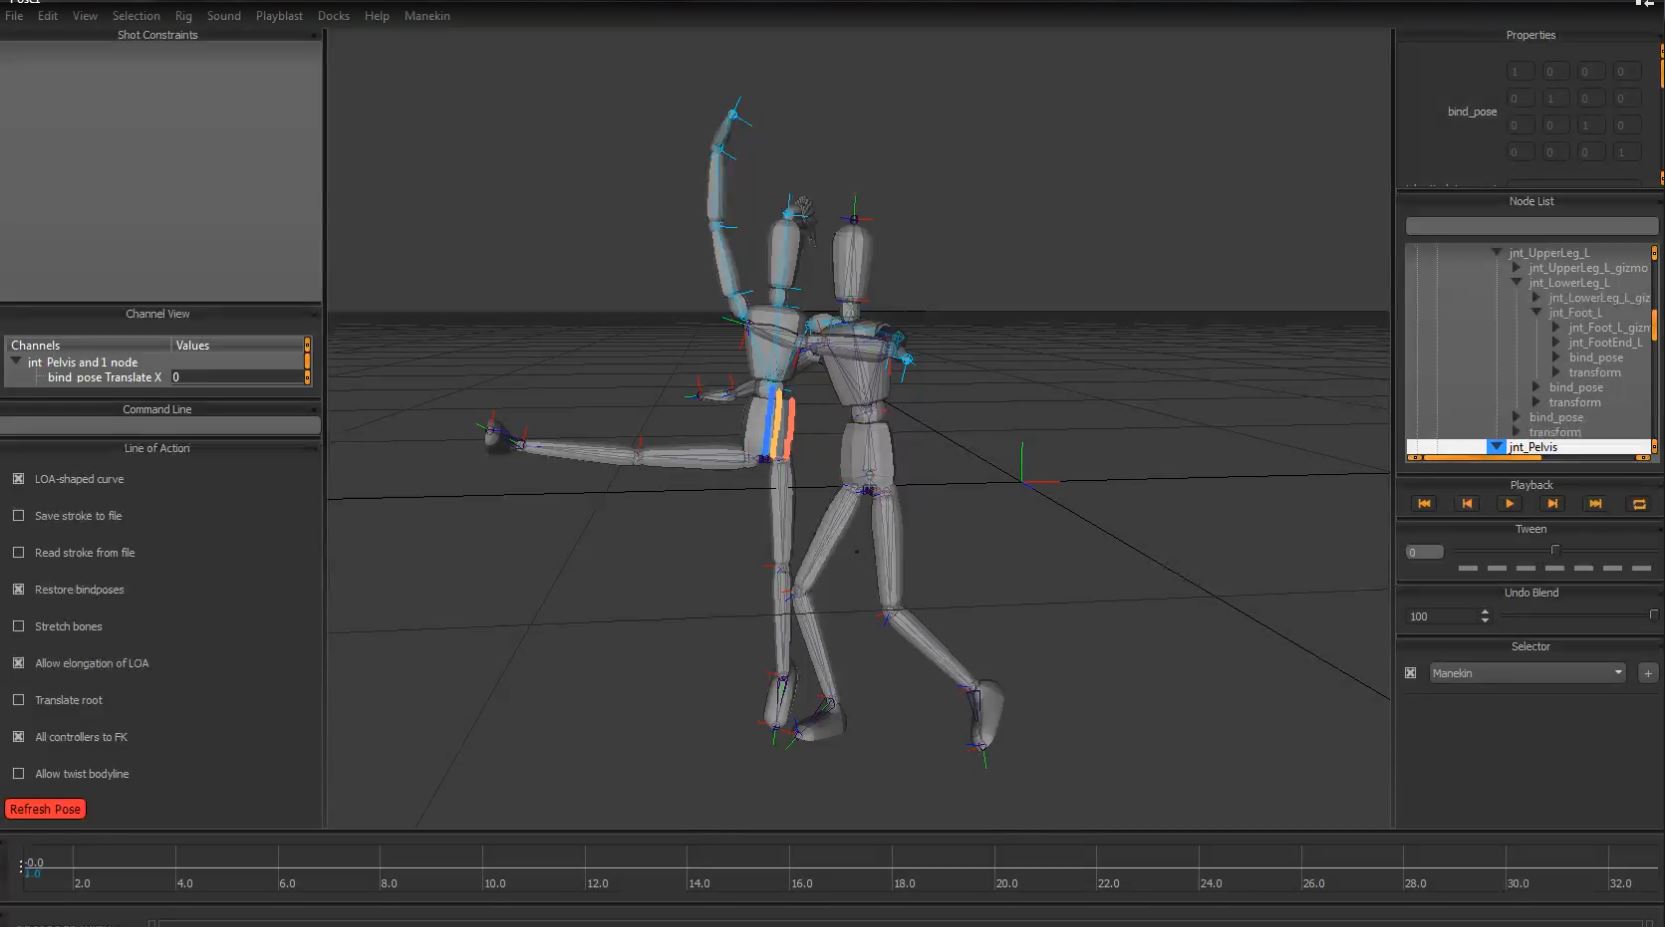 File Edit View Selection Rig Sound Playblast Docks Help Manekin
Shot Constraints
Channel View
Channels Values
jnt_Pelvis and 1 node
bind_pose Translate X 0
Command Line
Line of Action
LOA-shaped curve
Save stroke to file
Read stroke from file
Restore bindposes
Stretch bones
Allow elongation of LOA
Translate root
All controllers to FK
Allow twist bodyline
Refresh Pose
Properties
1 0 0 0
0 1 0 0
bind_pose
0 0 1 0
0 0 0 1
Node List
jnt_UpperLeg_L
jnt_UpperLeg_L_gizmo
jnt_LowerLeg_L
jnt_LowerLeg_L_giz
jnt_Foot_L
jnt_Foot_L_gizm
jnt_FootEnd_L
bind_pose
transform
bind_pose
transform
bind_pose
transform
jnt_Pelvis
Playback
Tween
0
Undo Blend
100
Selector
Manekin
+
-0.0
1.0
2.0 4.0 6.0 8.0 10.0 12.0 14.0 16.0 18.0 20.0 22.0 24.0 26.0 28.0 30.0 32.0